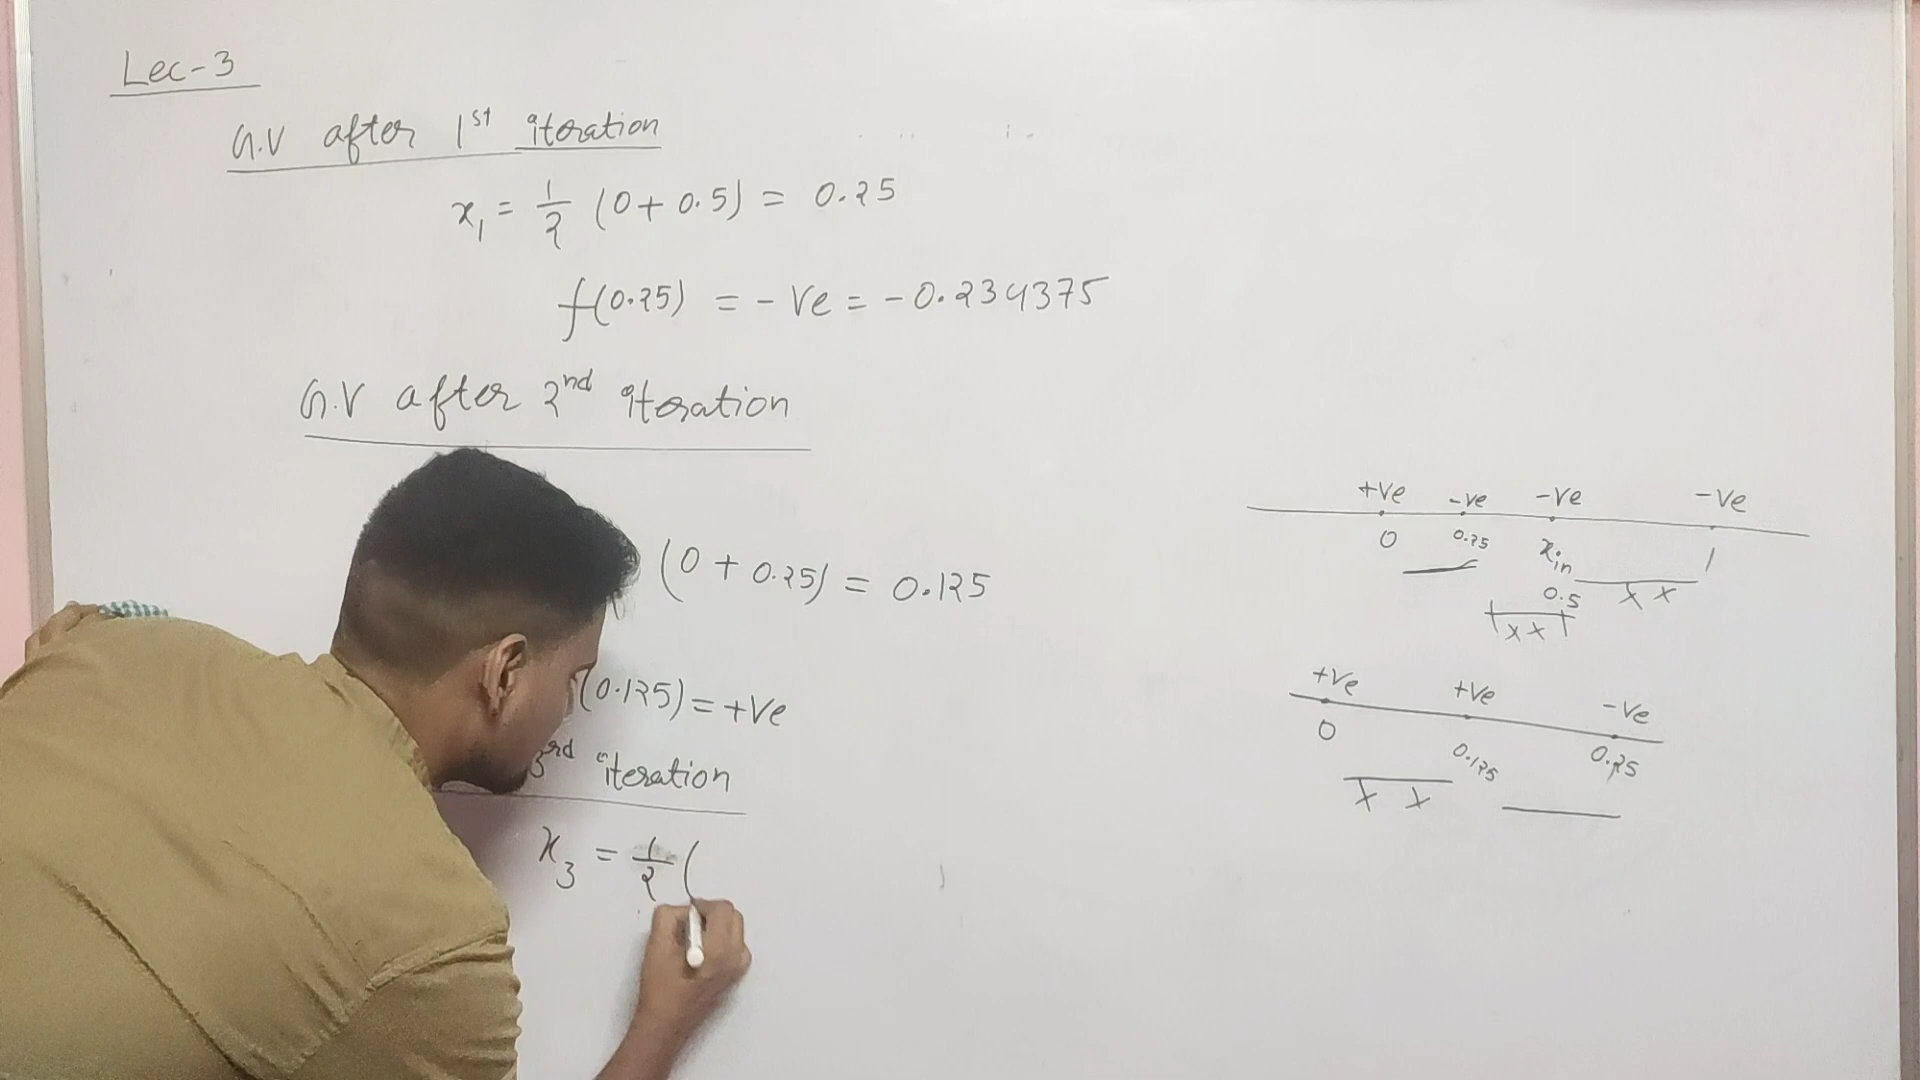 Lec-3
G.V after 1st iteration
x₁ = 1/2 (0 + 0.5) = 0.25
f(0.25) = -Ve = -0.234375
G.V after 2nd iteration
(0 + 0.25) = 0.125
(0.125) = +Ve
3rd iteration
x₃ = 1/2 (
+Ve -Ve -Ve -Ve
0 0.25 xin 1
0.5 x x
x x
+Ve +Ve -Ve
0 0.125 0.25
x x